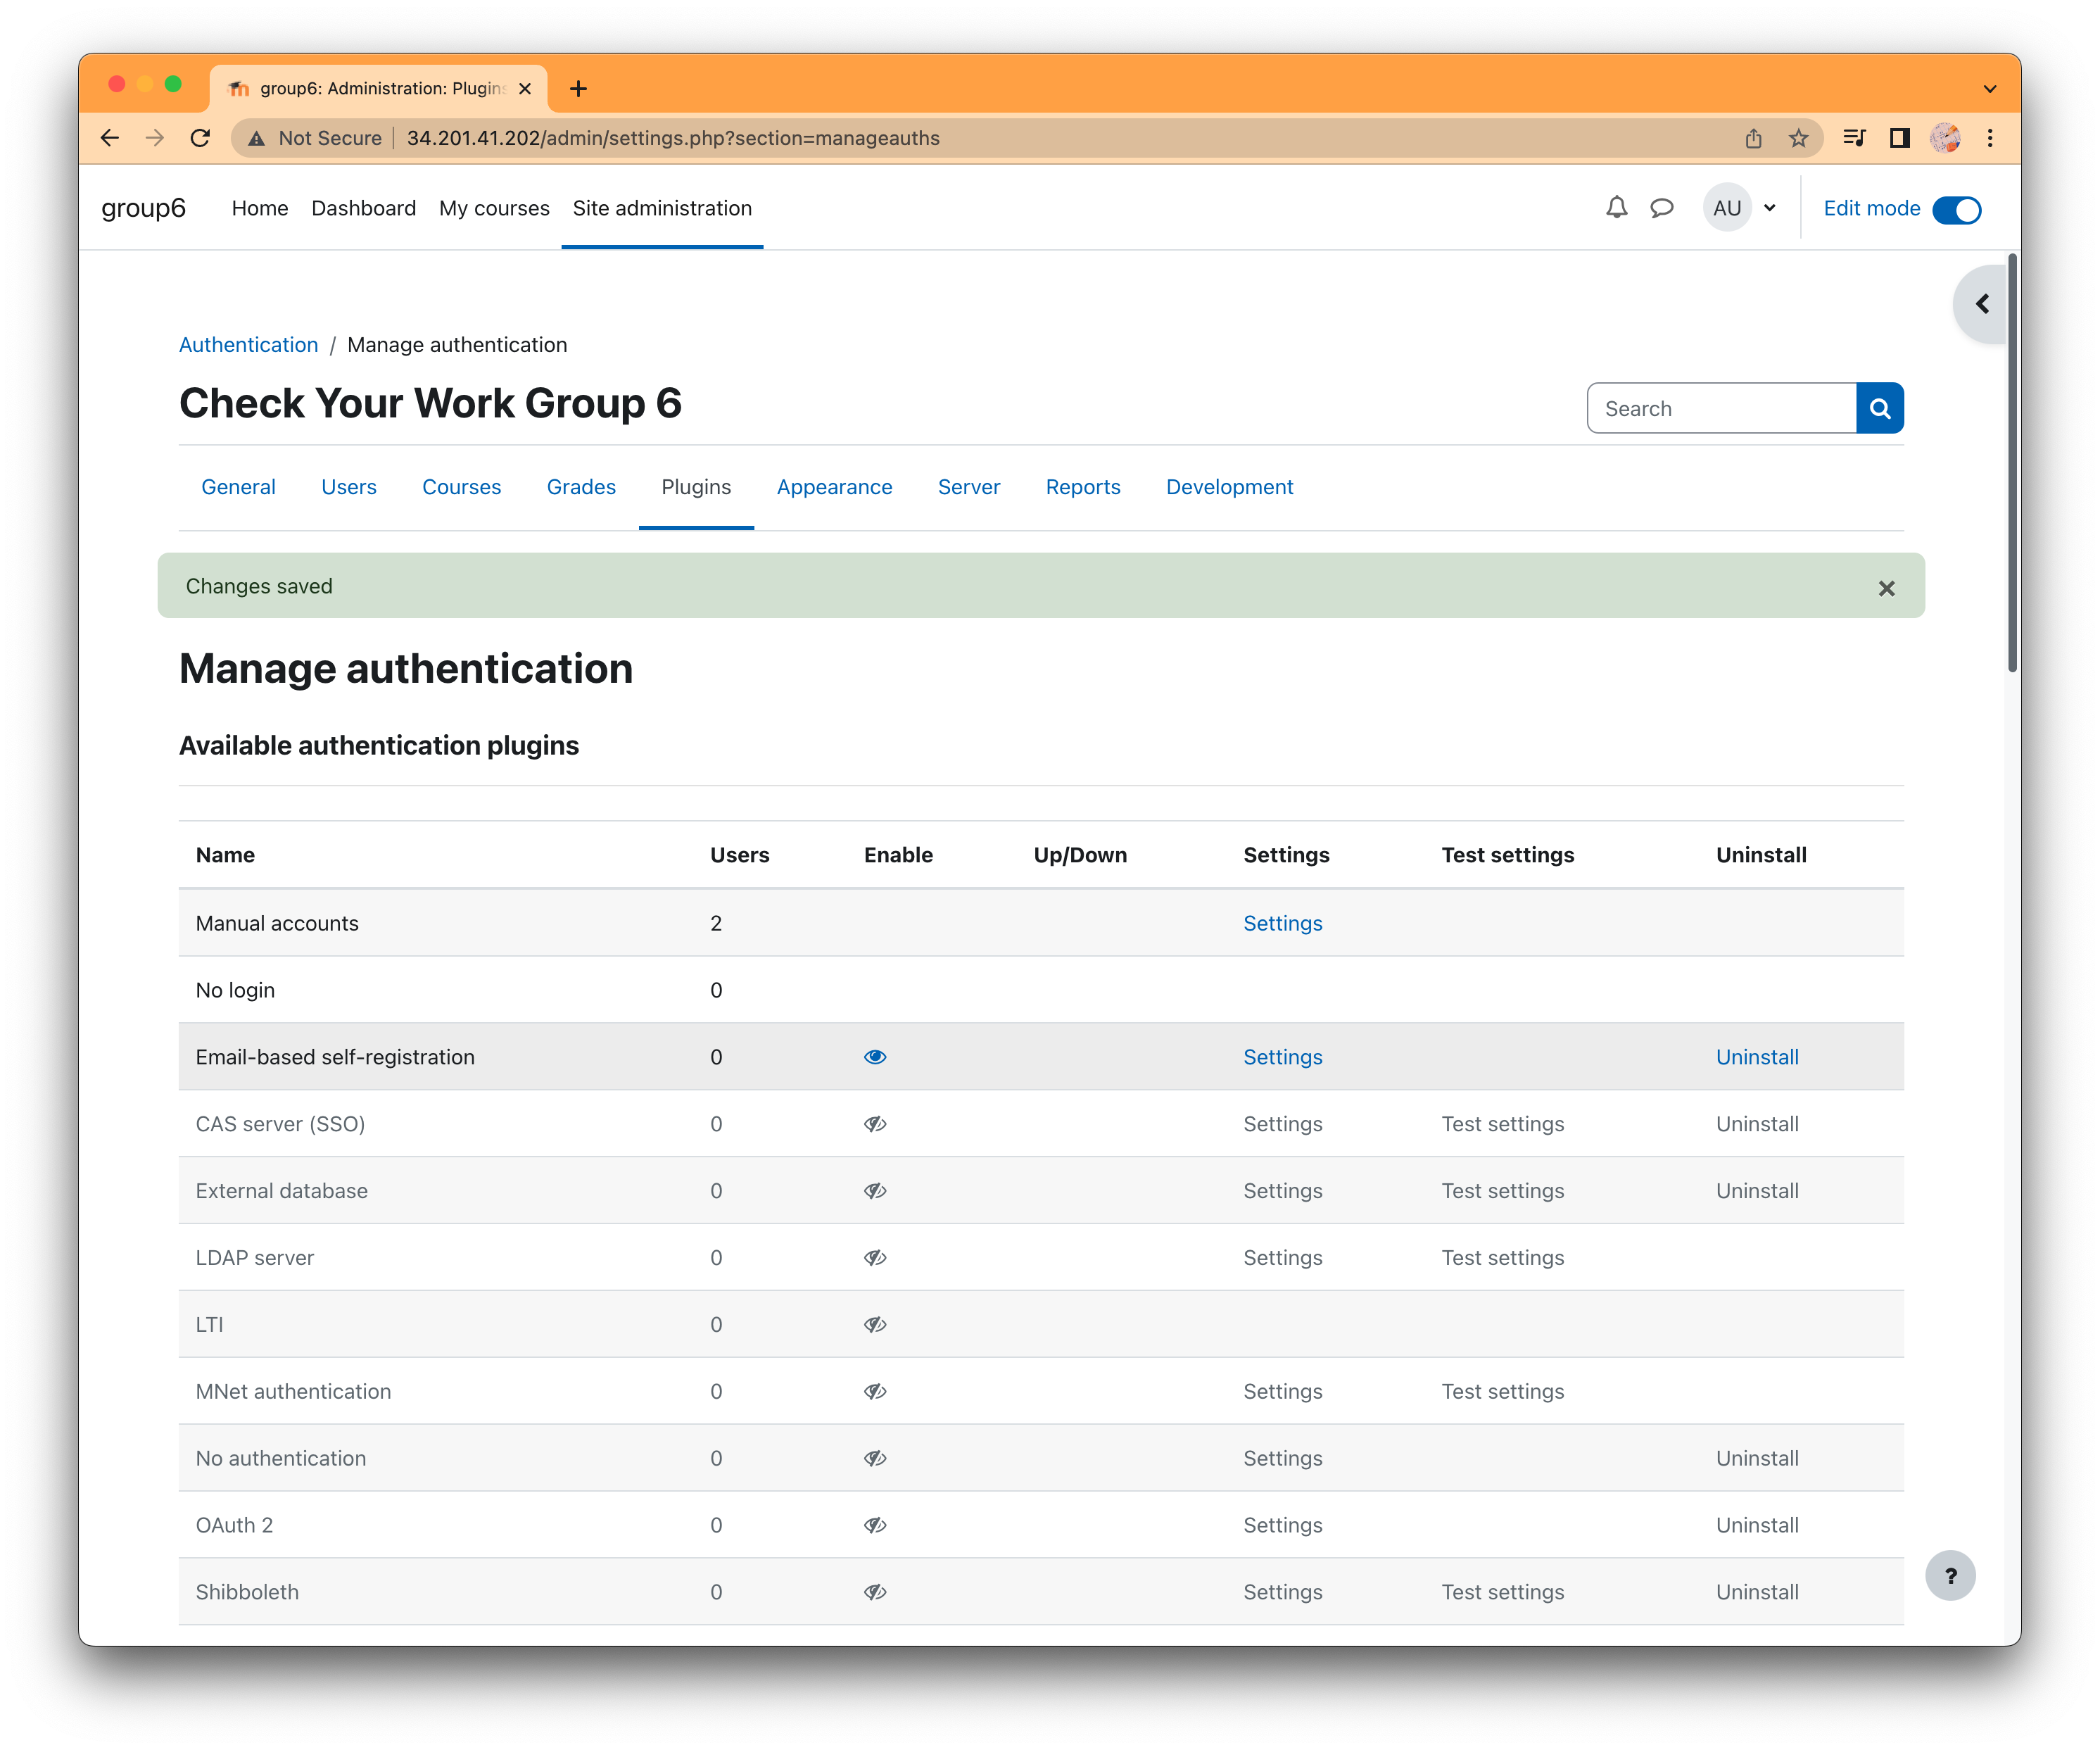 group6: Administration: Plugins
Not Secure | 34.201.41.202/admin/settings.php?section=manageauths
group6 Home Dashboard My courses Site administration AU Edit mode
Authentication / Manage authentication
Check Your Work Group 6
Search
General Users Courses Grades Plugins Appearance Server Reports Development
Changes saved
Manage authentication
Available authentication plugins
Name Users Enable Up/Down Settings Test settings Uninstall
Manual accounts 2 Settings
No login 0
Email-based self-registration 0 Settings Uninstall
CAS server (SSO) 0 Settings Test settings Uninstall
External database 0 Settings Test settings Uninstall
LDAP server 0 Settings Test settings
LTI 0
MNet authentication 0 Settings Test settings
No authentication 0 Settings Uninstall
OAuth 2 0 Settings Uninstall
Shibboleth 0 Settings Test settings Uninstall
?